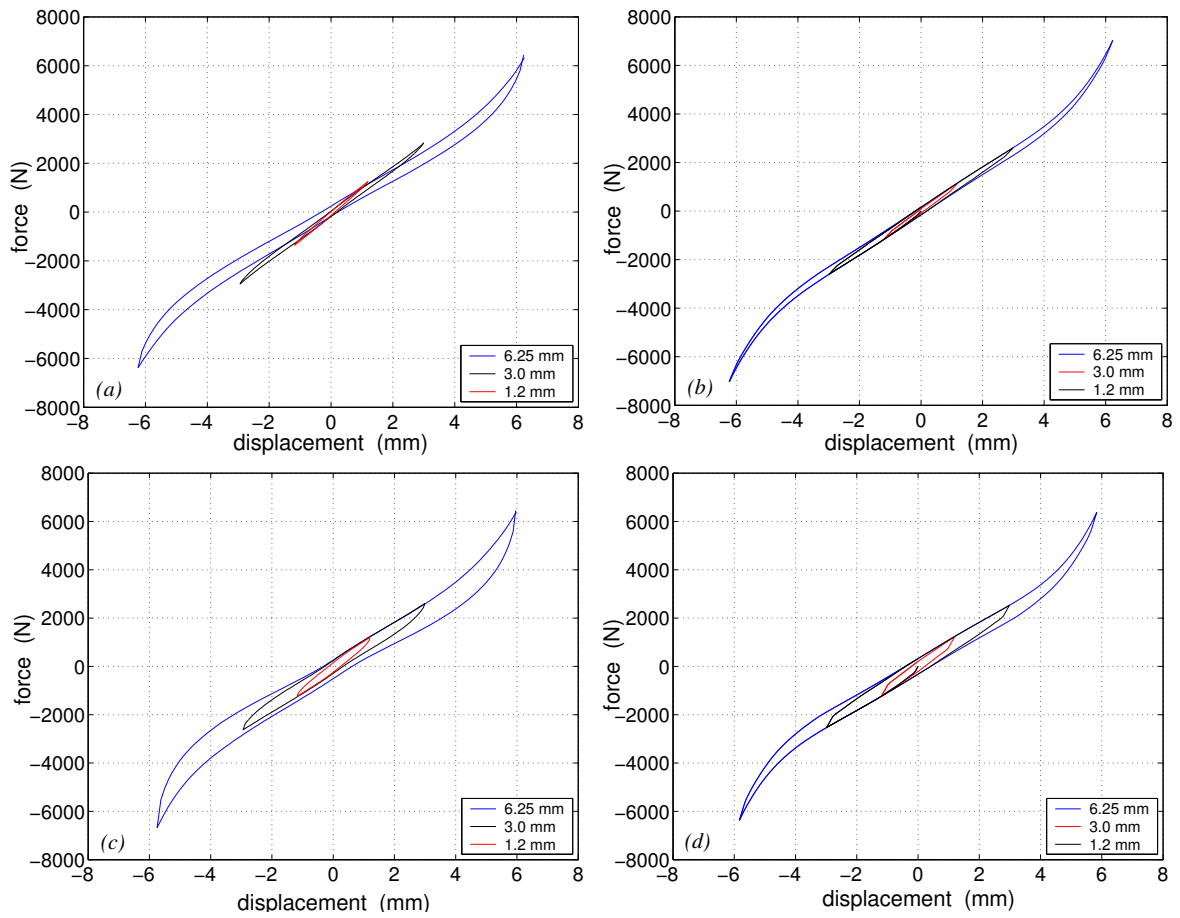 8000
6000
4000
2000
0
−2000
−4000
−6000
−8000
force (N)
−8 −6 −4 −2 0 2 4 6 8
displacement (mm)
(a)
6.25 mm
3.0 mm
1.2 mm
8000
6000
4000
2000
0
−2000
−4000
−6000
−8000
force (N)
−8 −6 −4 −2 0 2 4 6 8
displacement (mm)
(b)
6.25 mm
3.0 mm
1.2 mm
8000
6000
4000
2000
0
−2000
−4000
−6000
−8000
force (N)
−8 −6 −4 −2 0 2 4 6 8
displacement (mm)
(c)
6.25 mm
3.0 mm
1.2 mm
8000
6000
4000
2000
0
−2000
−4000
−6000
−8000
force (N)
−8 −6 −4 −2 0 2 4 6 8
displacement (mm)
(d)
6.25 mm
3.0 mm
1.2 mm